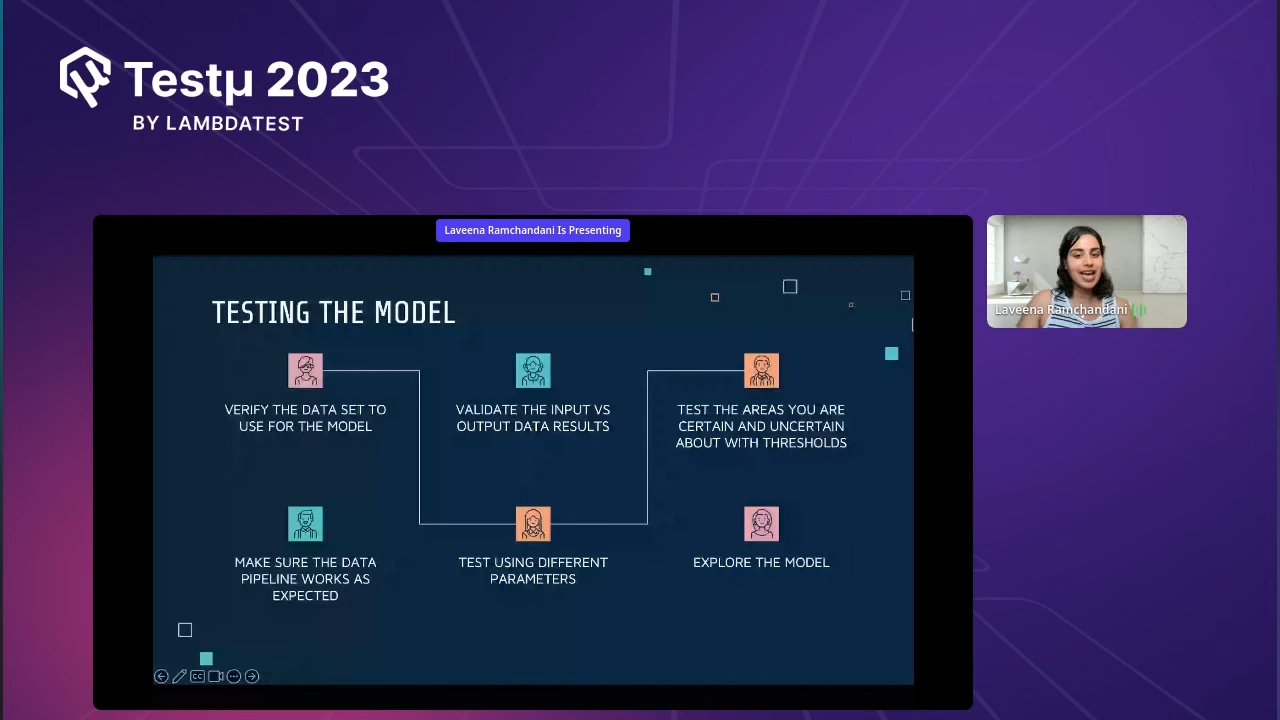 Testμ 2023
BY LAMBDATEST
Laveena Ramchandani Is Presenting
Laveena Ramchandani
TESTING THE MODEL
VERIFY THE DATA SET TO
USE FOR THE MODEL
VALIDATE THE INPUT VS
OUTPUT DATA RESULTS
TEST THE AREAS YOU ARE
CERTAIN AND UNCERTAIN
ABOUT WITH THRESHOLDS
MAKE SURE THE DATA
PIPELINE WORKS AS
EXPECTED
TEST USING DIFFERENT
PARAMETERS
EXPLORE THE MODEL
CC